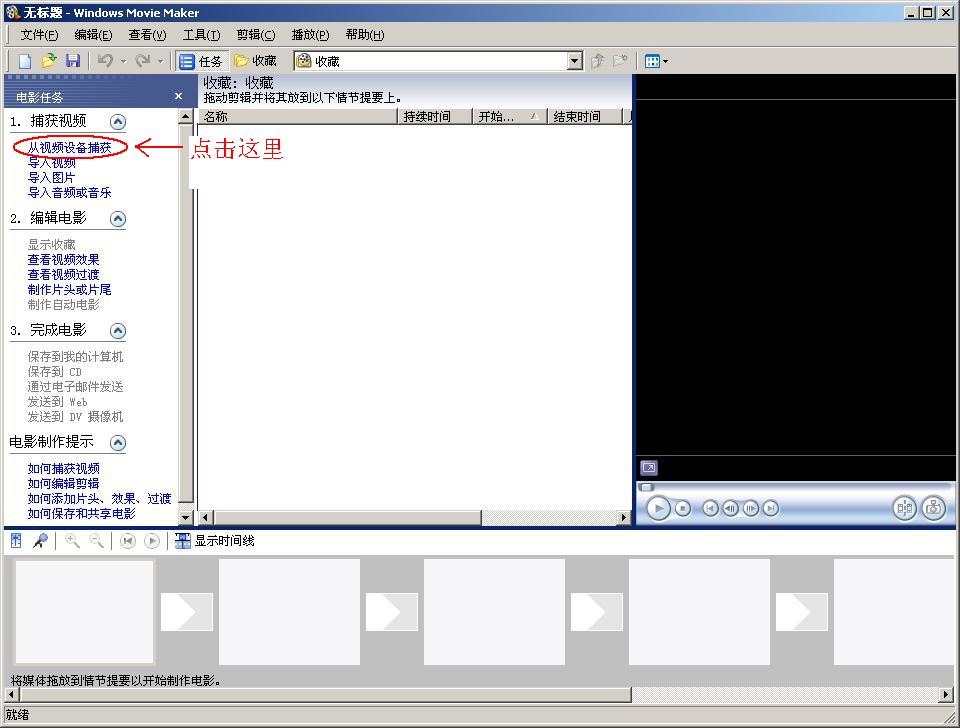 无标题 - Windows Movie Maker
文件(F) 编辑(E) 查看(V) 工具(T) 剪辑(C) 播放(P) 帮助(H)
任务 收藏 收藏
电影任务
收藏: 收藏
拖动剪辑并将其放到以下情节提要上。
名称 持续时间 开始... 结束时间
1. 捕获视频
从视频设备捕获
点击这里
导入视频
导入图片
导入音频或音乐
2. 编辑电影
显示收藏
查看视频效果
查看视频过渡
制作片头或片尾
制作自动电影
3. 完成电影
保存到我的计算机
保存到 CD
通过电子邮件发送
发送到 Web
发送到 DV 摄像机
电影制作提示
如何捕获视频
如何编辑剪辑
如何添加片头、效果、过渡
如何保存和共享电影
显示时间线
将媒体拖放到情节提要以开始制作电影。
就绪